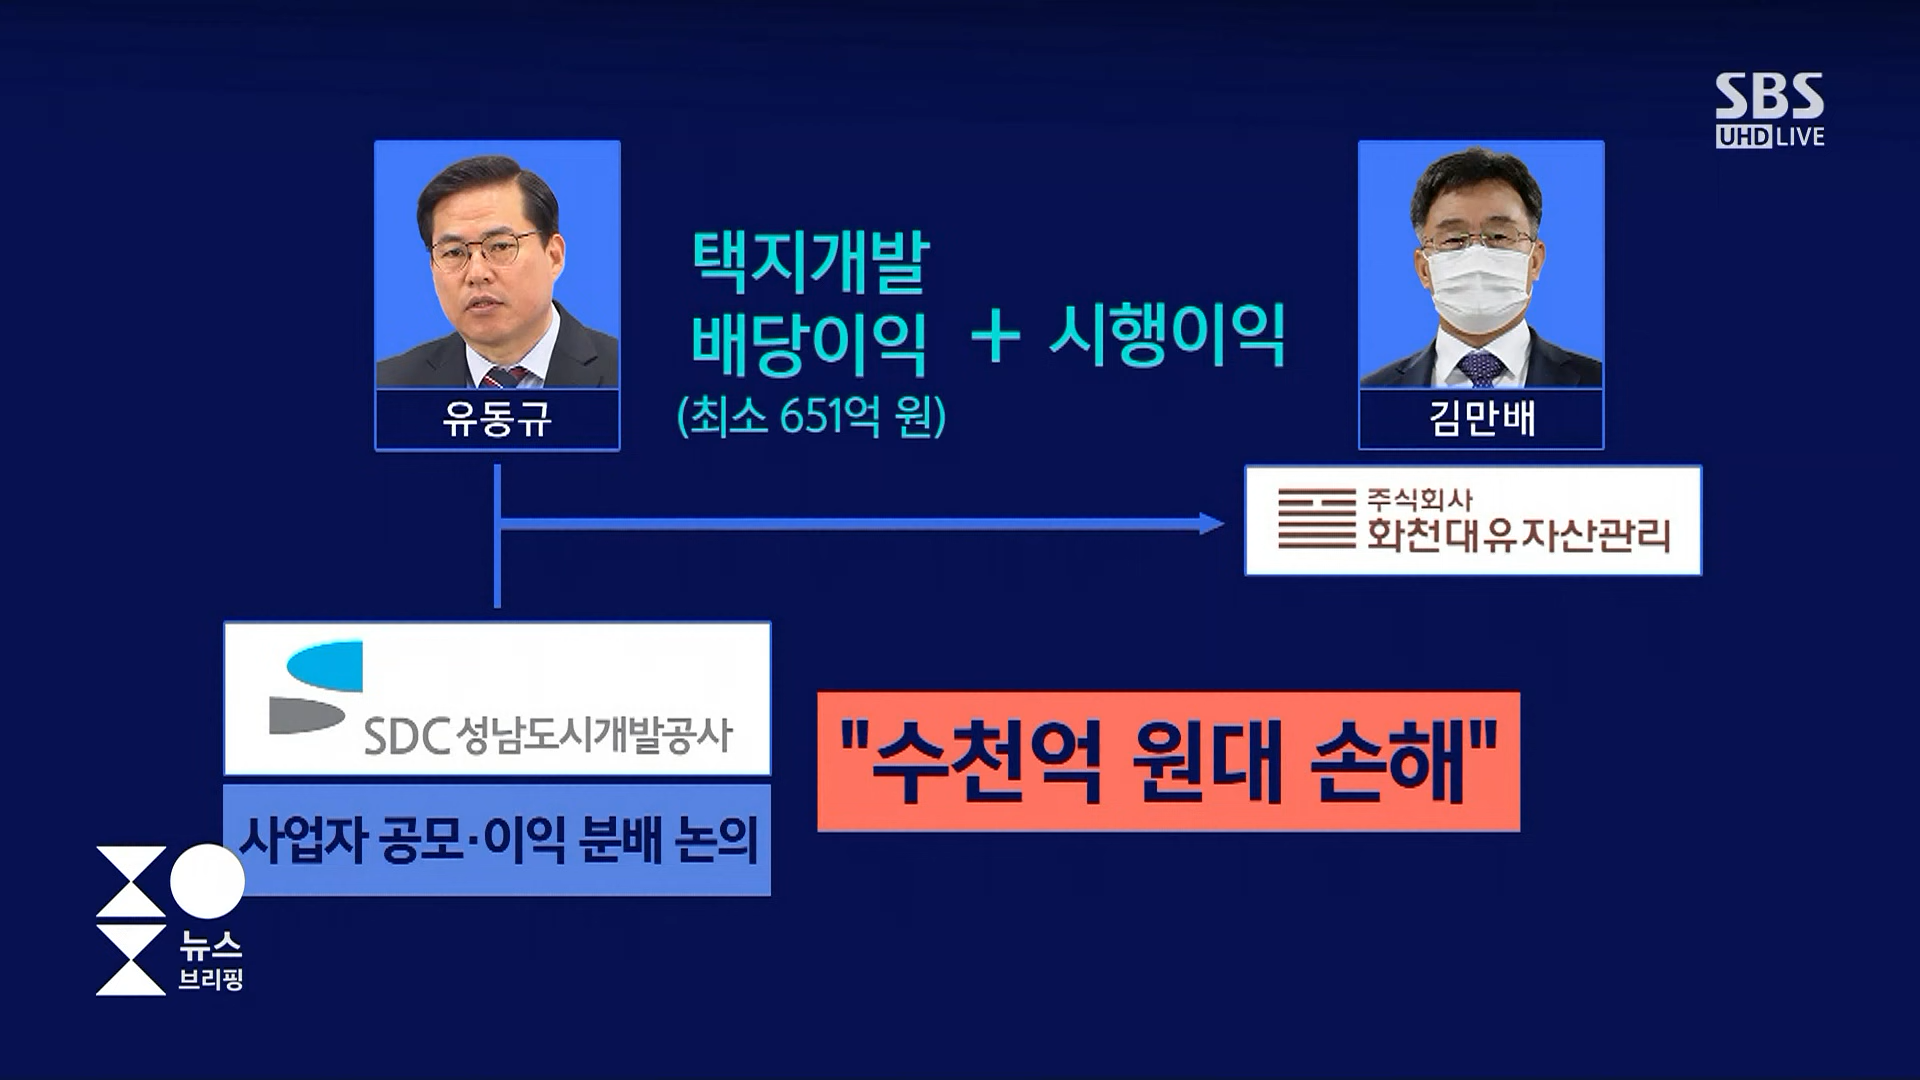 SBS
UHD LIVE
유동규
택지개발
배당이익
(최소 651억 원)
+ 시행이익
김만배
주식회사
화천대유자산관리
SDC 성남도시개발공사
사업자 공모·이익 분배 논의
"수천억 원대 손해"
뉴스
브리핑